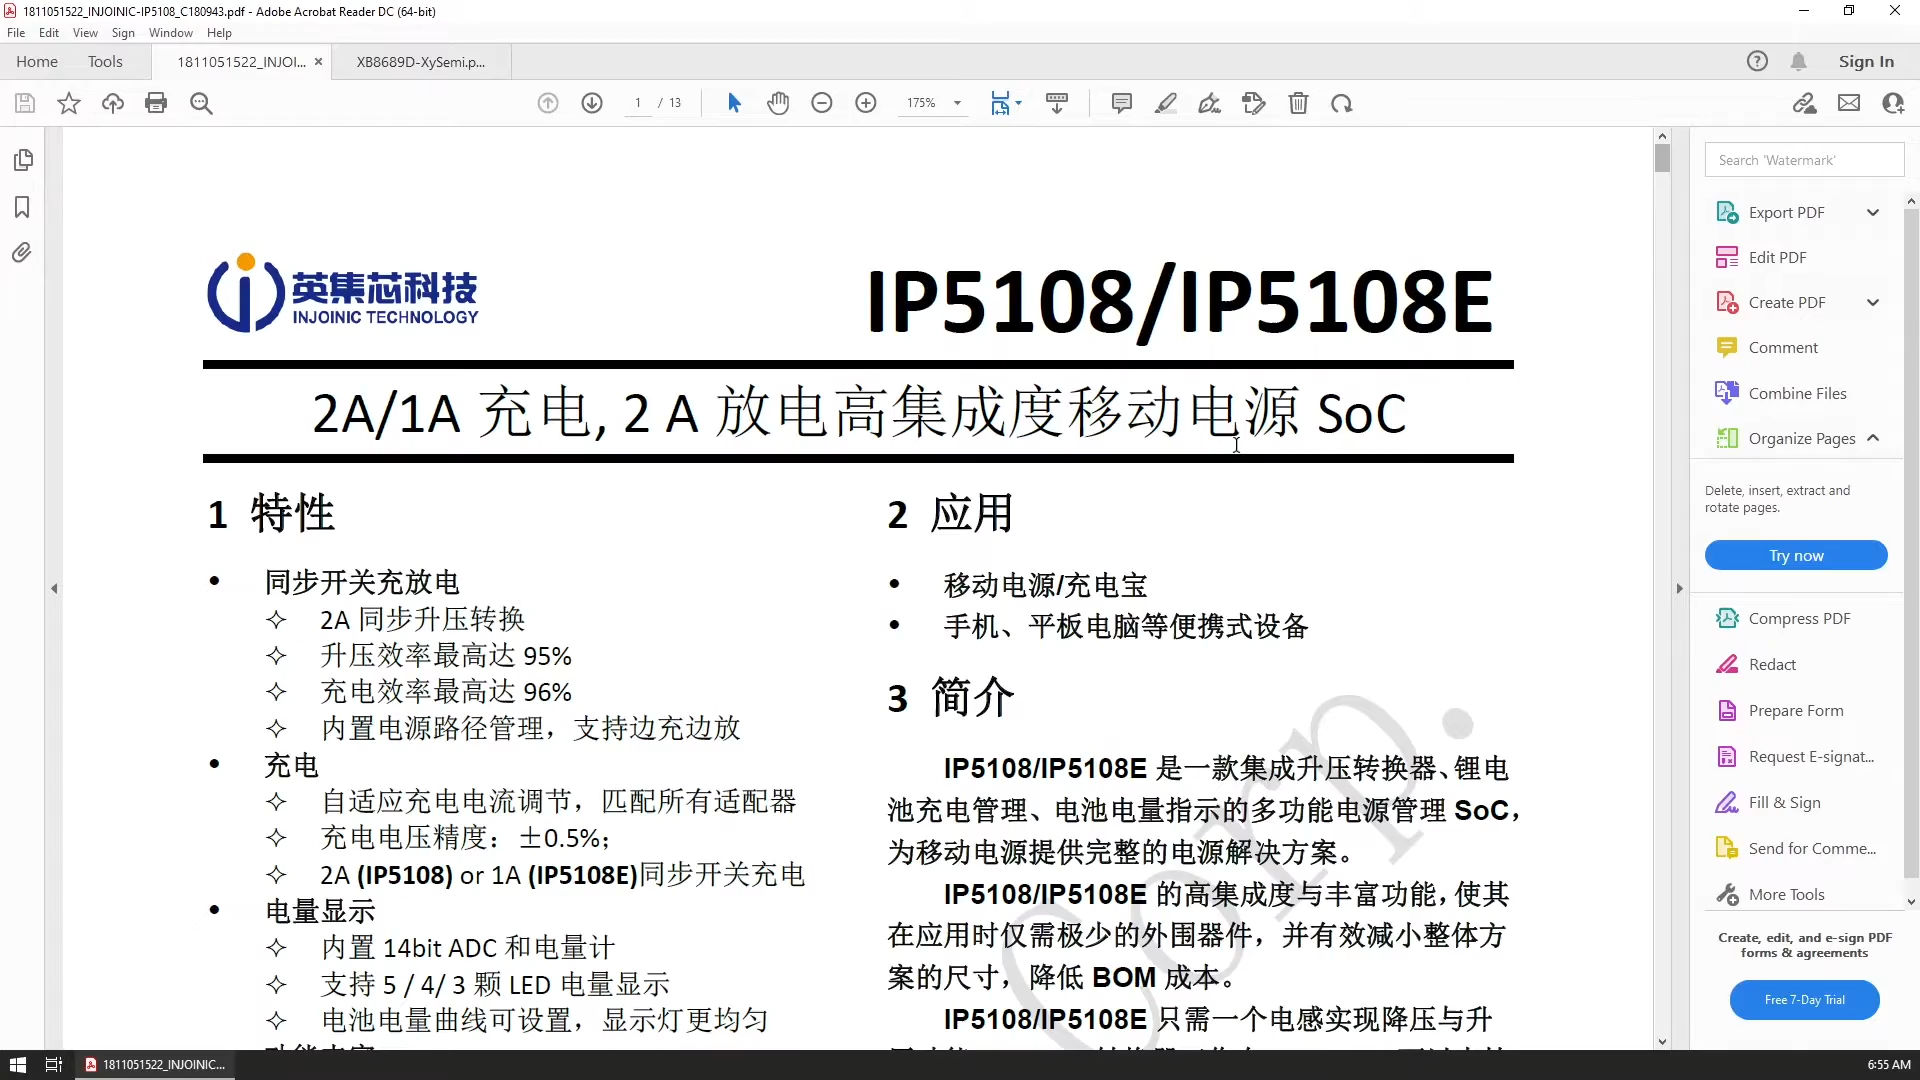 1811051522_INJOINIC-IP5108_C180943.pdf - Adobe Acrobat Reader DC (64-bit)
File Edit View Sign Window Help
Home Tools 1811051522_INJOI... × XB8689D-XySemi.p... Sign In
1 / 13 175%
Search 'Watermark'
Export PDF
Edit PDF
Create PDF
Comment
Combine Files
Organize Pages
Delete, insert, extract and
rotate pages.
Try now
Compress PDF
Redact
Prepare Form
Request E-signat...
Fill & Sign
Send for Comme...
More Tools
Create, edit, and e-sign PDF
forms & agreements
Free 7-Day Trial
英集芯科技
INJOINIC TECHNOLOGY
IP5108/IP5108E
2A/1A 充电, 2 A 放电高集成度移动电源 SoC
1 特性
• 同步开关充放电
✧ 2A 同步升压转换
✧ 升压效率最高达 95%
✧ 充电效率最高达 96%
✧ 内置电源路径管理，支持边充边放
• 充电
✧ 自适应充电电流调节，匹配所有适配器
✧ 充电电压精度：±0.5%；
✧ 2A (IP5108) or 1A (IP5108E)同步开关充电
• 电量显示
✧ 内置 14bit ADC 和电量计
✧ 支持 5 / 4/ 3 颗 LED 电量显示
✧ 电池电量曲线可设置，显示灯更均匀
2 应用
• 移动电源/充电宝
• 手机、平板电脑等便携式设备
3 简介
IP5108/IP5108E 是一款集成升压转换器、锂电
池充电管理、电池电量指示的多功能电源管理 SoC，
为移动电源提供完整的电源解决方案。
IP5108/IP5108E 的高集成度与丰富功能，使其
在应用时仅需极少的外围器件，并有效减小整体方
案的尺寸，降低 BOM 成本。
IP5108/IP5108E 只需一个电感实现降压与升
Corp.
1811051522_INJOINIC...
6:55 AM